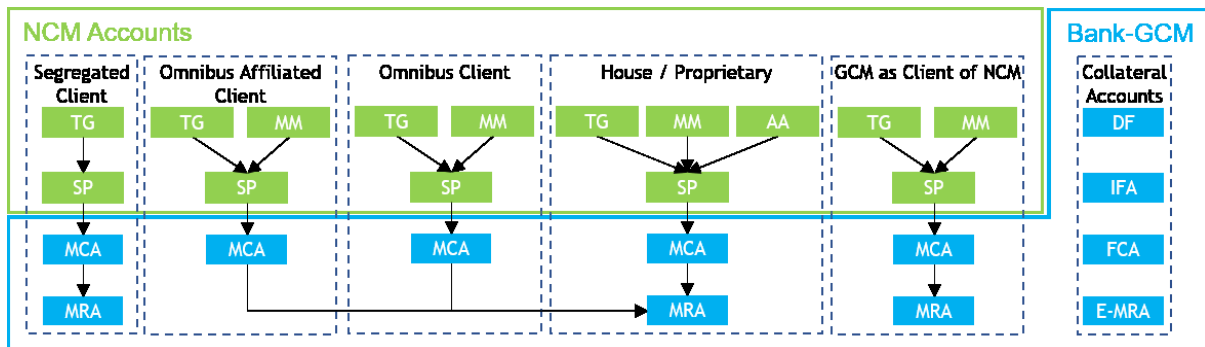 NCM Accounts
Bank-GCM
Segregated
Client
Omnibus Affiliated
Client
Omnibus Client
House / Proprietary
GCM as Client of NCM
Collateral
Accounts
TG
TG
MM
TG
MM
TG
MM
AA
TG
MM
DF
SP
SP
SP
SP
SP
IFA
MCA
MCA
MCA
MCA
MCA
FCA
MRA
MRA
MRA
E-MRA